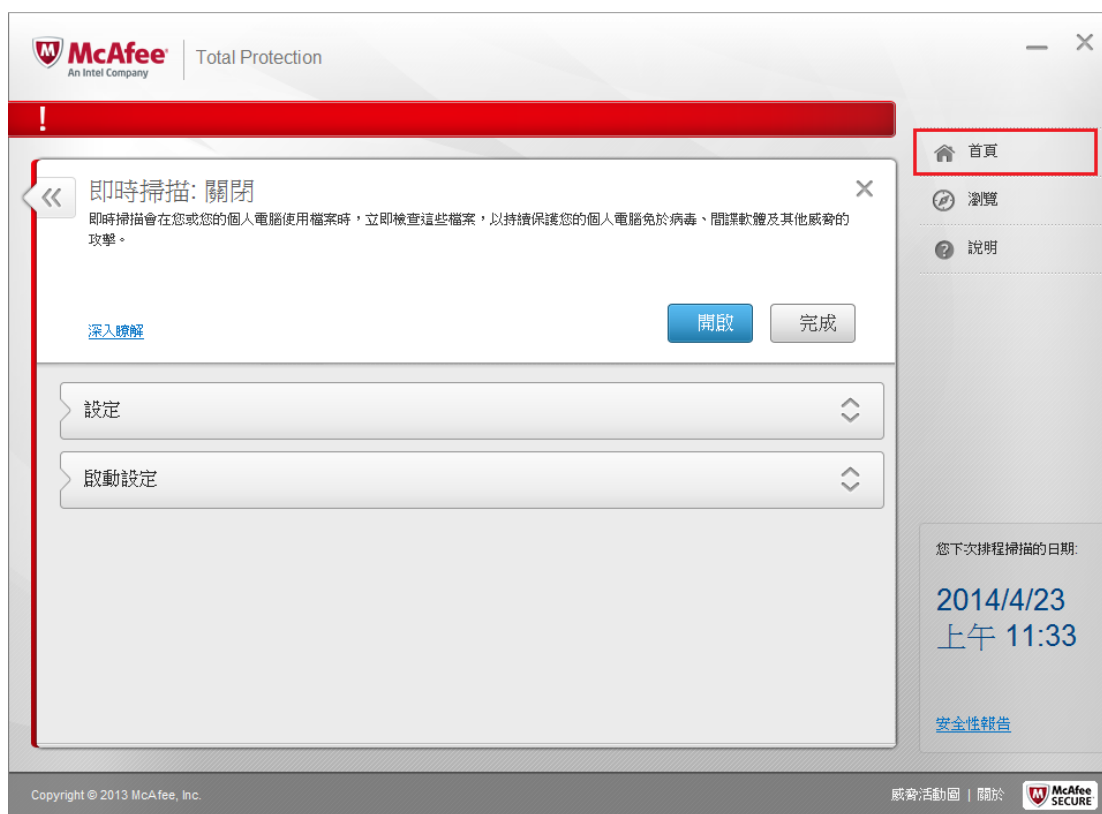 McAfee
An Intel Company
Total Protection
!
首頁
瀏覽
說明
即時掃描: 關閉
即時掃描會在您或您的個人電腦使用檔案時，立即檢查這些檔案，以持續保護您的個人電腦免於病毒、間諜軟體及其他威脅的
攻擊。
深入瞭解
開啟
完成
設定
啟動設定
您下次排程掃描的日期:
2014/4/23
上午 11:33
安全性報告
Copyright © 2013 McAfee, Inc.
威脅活動圖 | 關於
McAfee
SECURE